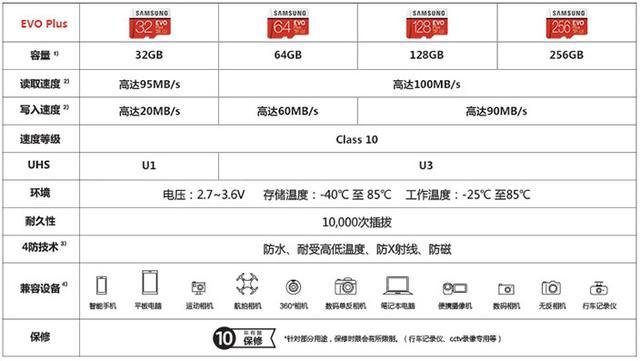 EVO Plus
SAMSUNG 32 EVO Plus
SAMSUNG 64 EVO Plus
SAMSUNG 128 EVO Plus
SAMSUNG 256 EVO Plus
容量 1) 32GB 64GB 128GB 256GB
读取速度 2) 高达95MB/s 高达100MB/s
写入速度 2) 高达20MB/s 高达60MB/s 高达90MB/s
速度等级 Class 10
UHS U1 U3
环境 电压：2.7~3.6V 存储温度：-40℃ 至 85℃ 工作温度：-25℃ 至85℃
耐久性 10,000次插拔
4防技术 3) 防水、耐受高低温度、防X射线、防磁
兼容设备 4) 智能手机 平板电脑 运动相机 航拍相机 360°相机 数码单反相机 笔记本电脑 便携摄像机 数码相机 无反相机 行车记录仪
保修 10 年有限 保修 *针对部分用途，保修时限会有所限制。（行车记录仪、cctv录像专用等）